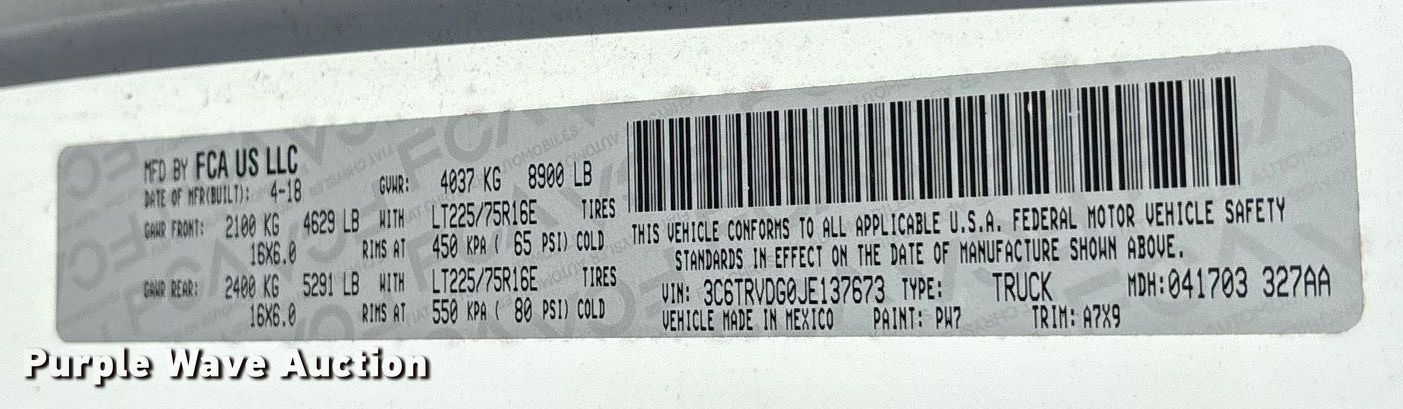 MFD BY FCA US LLC
DATE OF MFR(BUILT): 4-18 GVWR: 4037 KG 8900 LB
GAWR FRONT: 2100 KG 4629 LB WITH LT225/75R16E TIRES
16X6.0 RIMS AT 450 KPA ( 65 PSI) COLD
GAWR REAR: 2400 KG 5291 LB WITH LT225/75R16E TIRES
16X6.0 RIMS AT 550 KPA ( 80 PSI) COLD
THIS VEHICLE CONFORMS TO ALL APPLICABLE U.S.A. FEDERAL MOTOR VEHICLE SAFETY
STANDARDS IN EFFECT ON THE DATE OF MANUFACTURE SHOWN ABOVE.
VIN: 3C6TRVDG0JE137673 TYPE: TRUCK MDH:041703 327AA
VEHICLE MADE IN MEXICO PAINT: PW7 TRIM: A7X9
Purple Wave Auction